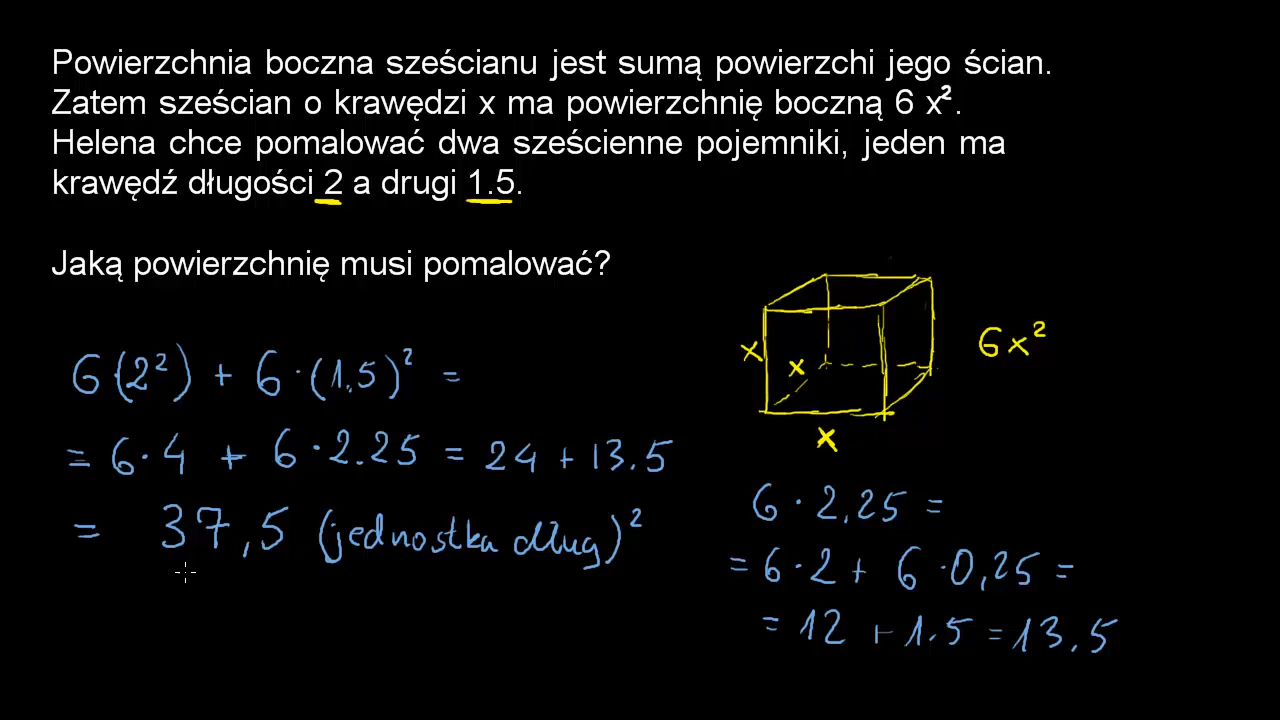 Powierzchnia boczna sześcianu jest sumą powierzchi jego ścian.
Zatem sześcian o krawędzi x ma powierzchnię boczną 6 x².
Helena chce pomalować dwa sześcienne pojemniki, jeden ma
krawędź długości 2 a drugi 1.5.
Jaką powierzchnię musi pomalować?
6(2²) + 6·(1.5)² =
= 6·4 + 6·2.25 = 24 + 13.5
= 37,5 (jednostka dług)²
x
x
x
6x²
6·2,25 =
= 6·2 + 6·0,25 =
= 12 + 1.5 = 13.5